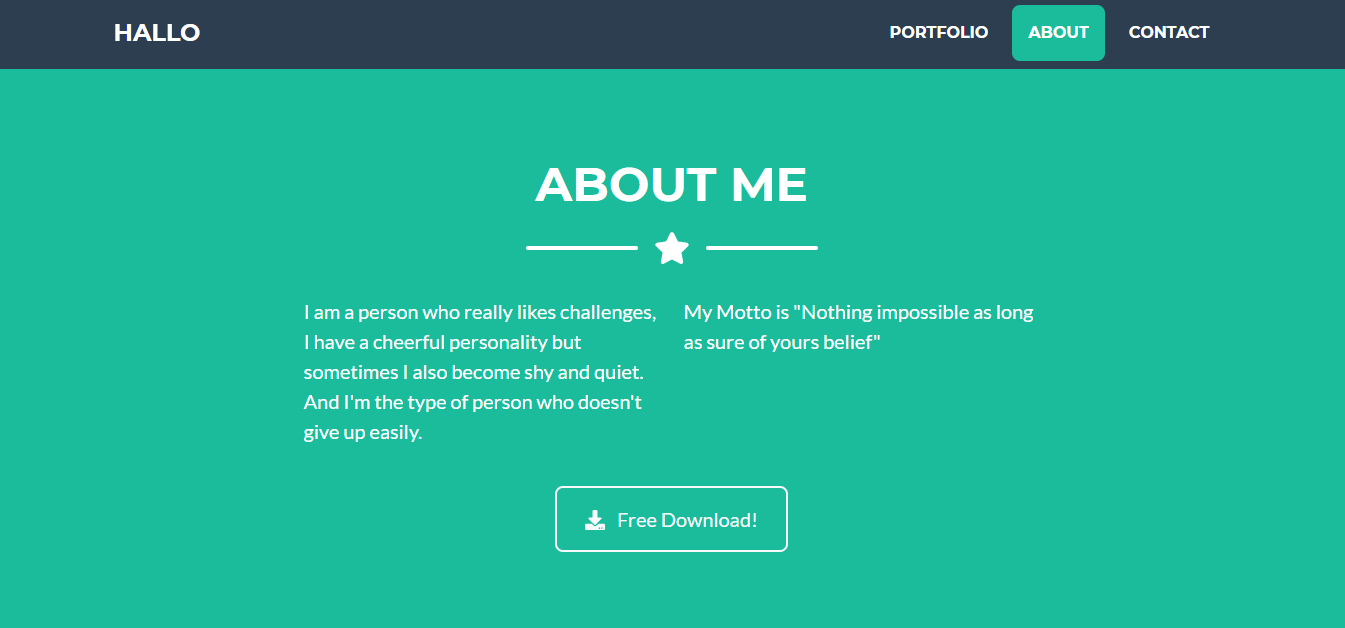 HALLO
PORTFOLIO
ABOUT
CONTACT
ABOUT ME
I am a person who really likes challenges,
I have a cheerful personality but
sometimes I also become shy and quiet.
And I'm the type of person who doesn't
give up easily.
My Motto is "Nothing impossible as long
as sure of yours belief"
Free Download!